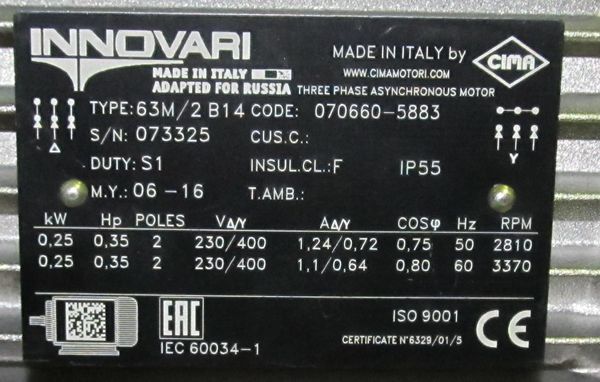 INNOVARI
MADE IN ITALY
ADAPTED FOR RUSSIA
MADE IN ITALY by CIMA
WWW.CIMAMOTORI.COM
THREE PHASE ASYNCHRONOUS MOTOR
TYPE: 63M/2 B14 CODE: 070660-5883
S/N: 073325 CUS.C.:
DUTY: S1 INSUL.CL.: F IP55
M.Y.: 06-16 T.AMB.:
Δ Y
kW Hp POLES VΔ/Y AΔ/Y COSφ Hz RPM
0,25 0,35 2 230/400 1,24/0,72 0,75 50 2810
0,25 0,35 2 230/400 1,1/0,64 0,80 60 3370
EAC
IEC 60034-1
ISO 9001
CERTIFICATE N°6329/01/S
CE